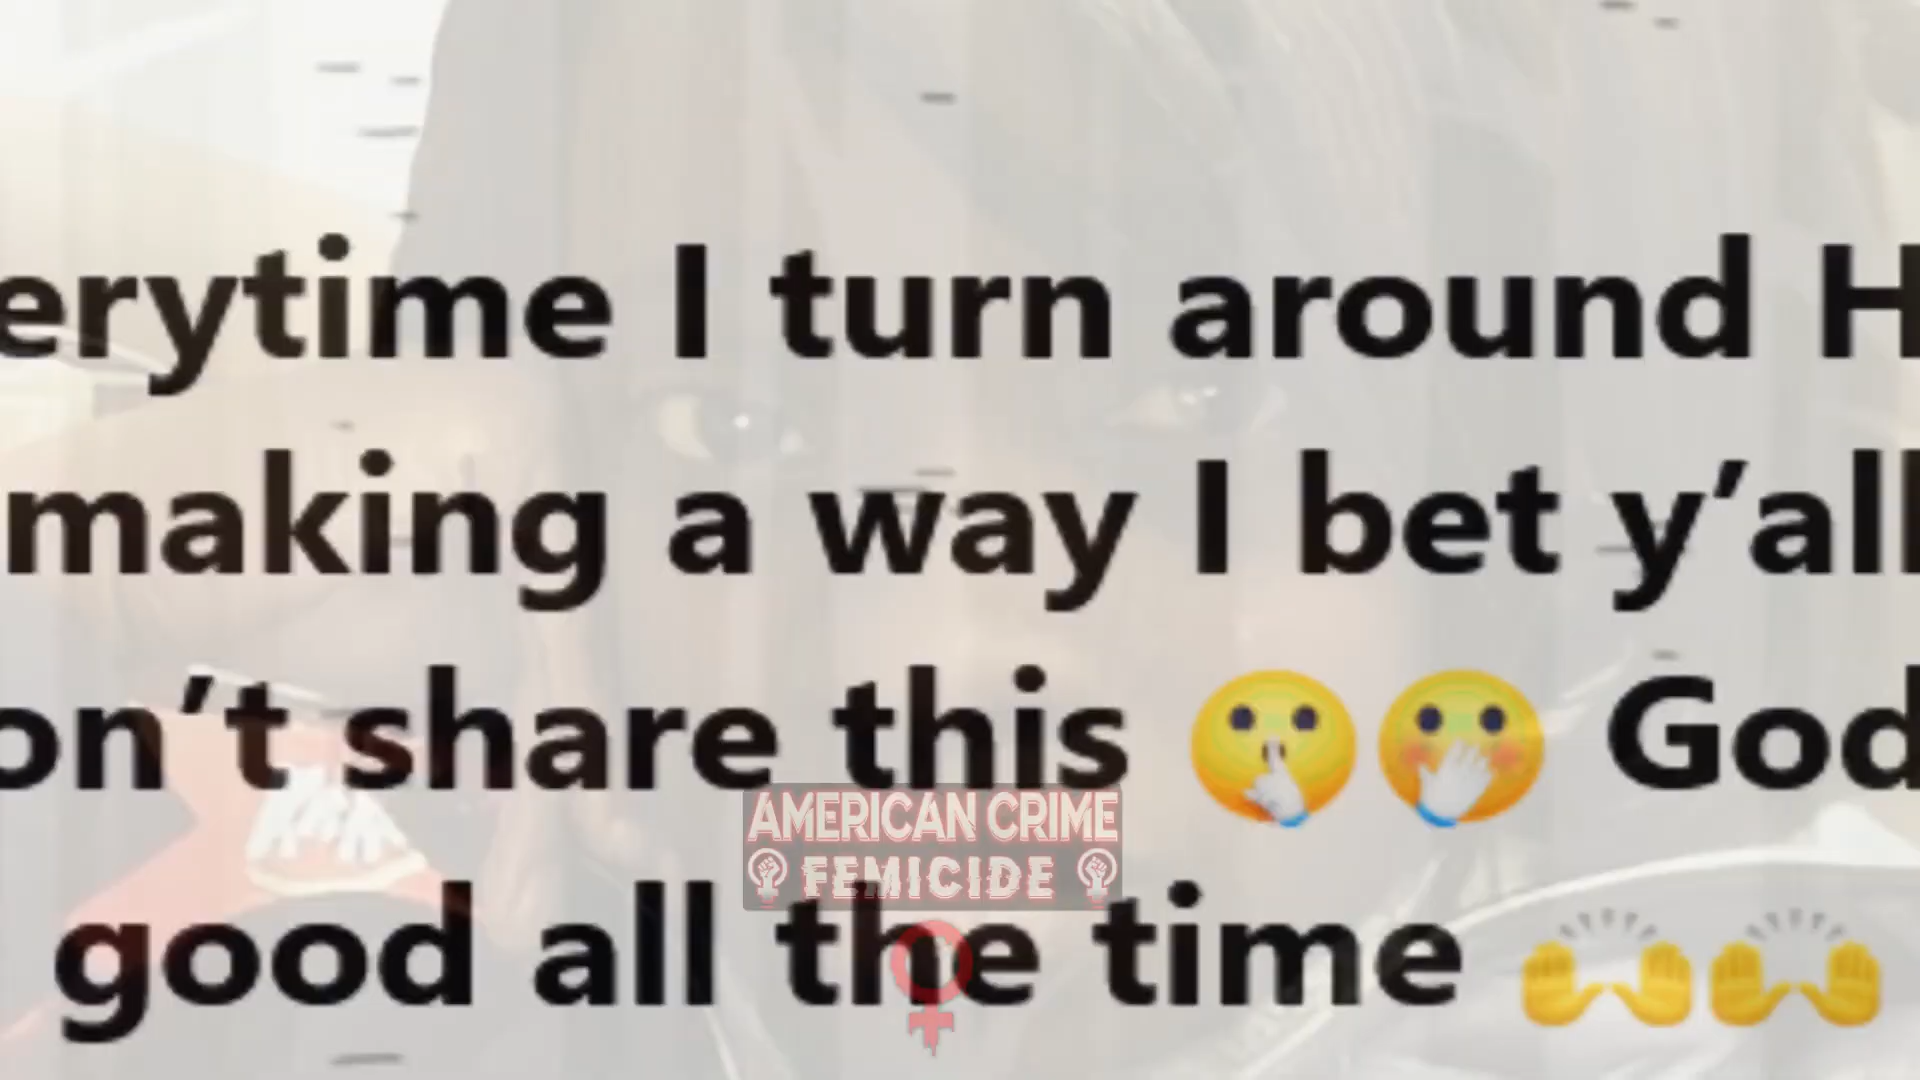 erytime I turn around H
making a way I bet y’all
on’t share this 🤫🤭 God
AMERICAN CRIME
FEMICIDE
good all the time 🙌🙌